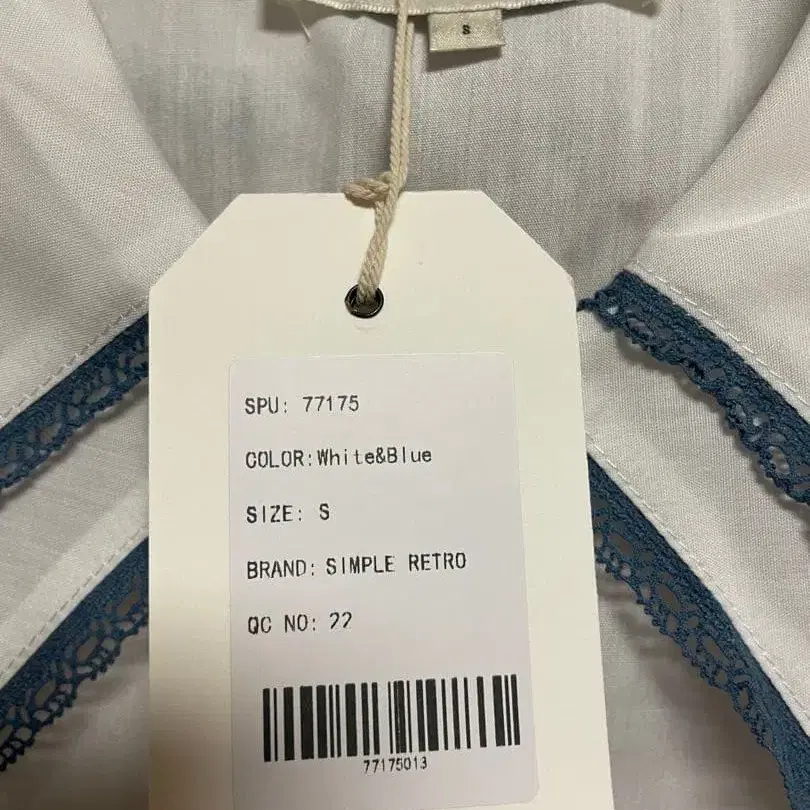 S
SPU: 77175
COLOR:White&Blue
SIZE: S
BRAND: SIMPLE RETRO
QC NO: 22
77175013